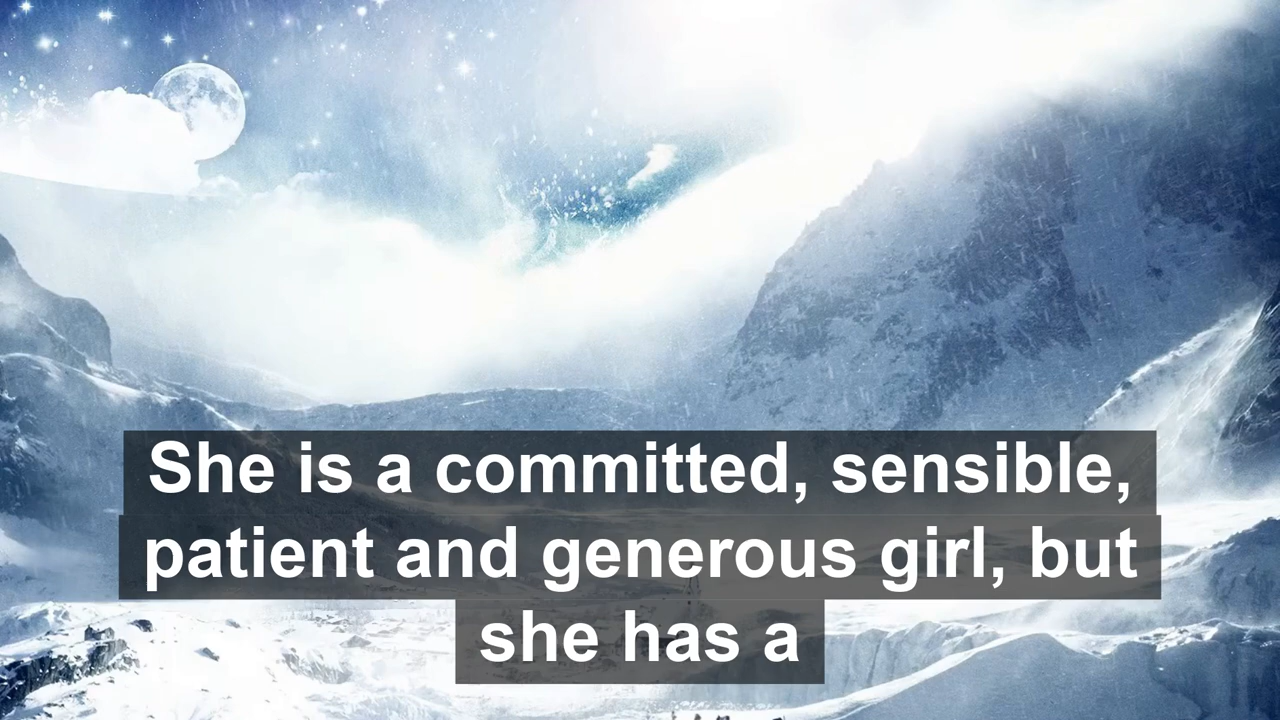 She is a committed, sensible,
patient and generous girl, but
she has a